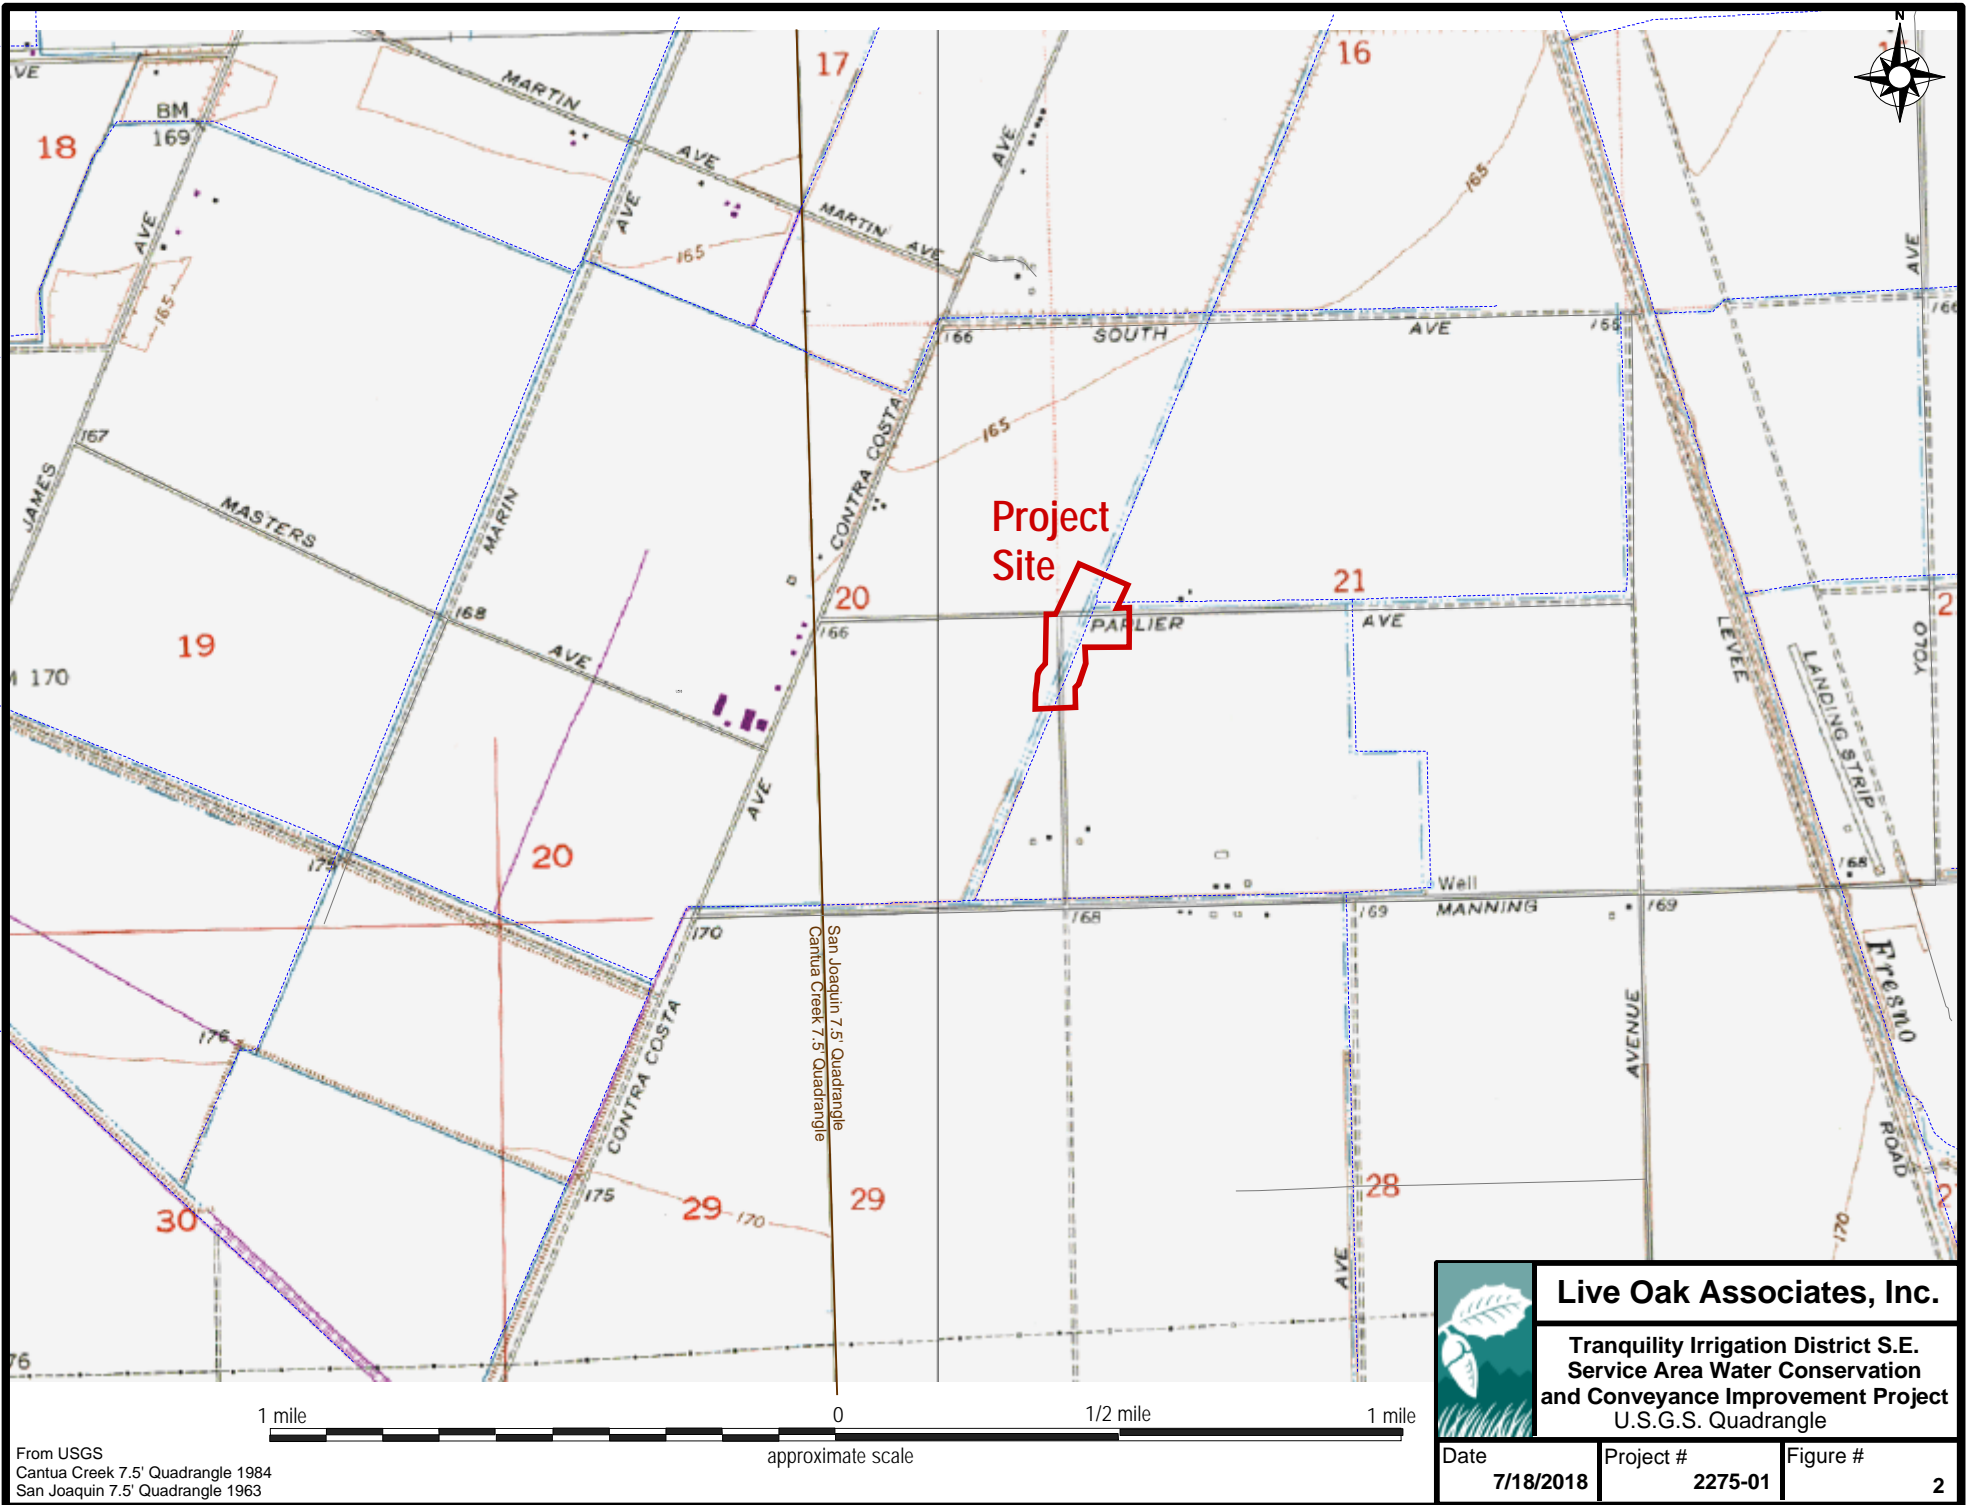 N
VE
17
16
MARTIN
BM
169
18
AVE
AVE
AVE
AVE
AVE
165
MARTIN
AVE
165
165
AVE
166
SOUTH
AVE
165
166
167
CONTRA COSTA
165
JAMES
MASTERS
MARIN
Project
Site
168
20
21
166
PARLIER
AVE
19
AVE
170
LEVEE
LANDING STRIP
YOLO
2
AVE
20
175
168
Well
MANNING
170
168
169
169
San Joaquin 7.5' Quadrangle
Cantua Creek 7.5' Quadrangle
Fresno
AVENUE
CONTRA COSTA
176
ROAD
175
29
170
29
28
30
170
AVE
76
Live Oak Associates, Inc.
Tranquility Irrigation District S.E.
Service Area Water Conservation
and Conveyance Improvement Project
U.S.G.S. Quadrangle
1 mile 0 1/2 mile 1 mile
approximate scale
From USGS
Cantua Creek 7.5' Quadrangle 1984
San Joaquin 7.5' Quadrangle 1963
Date
7/18/2018
Project #
2275-01
Figure #
2